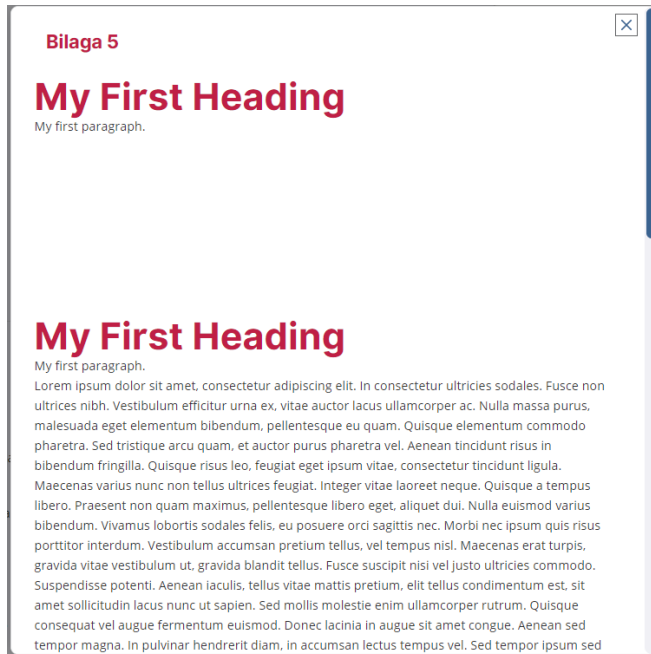 Bilaga 5
My First Heading
My first paragraph.
My First Heading
My first paragraph.
Lorem ipsum dolor sit amet, consectetur adipiscing elit. In consectetur ultricies sodales. Fusce non
ultrices nibh. Vestibulum efficitur urna ex, vitae auctor lacus ullamcorper ac. Nulla massa purus,
malesuada eget elementum bibendum, pellentesque eu quam. Quisque elementum commodo
pharetra. Sed tristique arcu quam, et auctor purus pharetra vel. Aenean tincidunt risus in
bibendum fringilla. Quisque risus leo, feugiat eget ipsum vitae, consectetur tincidunt ligula.
Maecenas varius nunc non tellus ultrices feugiat. Integer vitae laoreet neque. Quisque a tempus
libero. Praesent non quam maximus, pellentesque libero eget, aliquet dui. Nulla euismod varius
bibendum. Vivamus lobortis sodales felis, eu posuere orci sagittis nec. Morbi nec ipsum quis risus
porttitor interdum. Vestibulum accumsan pretium tellus, vel tempus nisl. Maecenas erat turpis,
gravida vitae vestibulum ut, gravida blandit tellus. Fusce suscipit nisi vel justo ultricies commodo.
Suspendisse potenti. Aenean iaculis, tellus vitae mattis pretium, elit tellus condimentum est, sit
amet sollicitudin lacus nunc ut sapien. Sed mollis molestie enim ullamcorper rutrum. Quisque
consequat vel augue fermentum euismod. Donec lacinia in augue sit amet congue. Aenean sed
tempor magna. In pulvinar hendrerit diam, in accumsan lectus tempus vel. Sed tempor ipsum sed